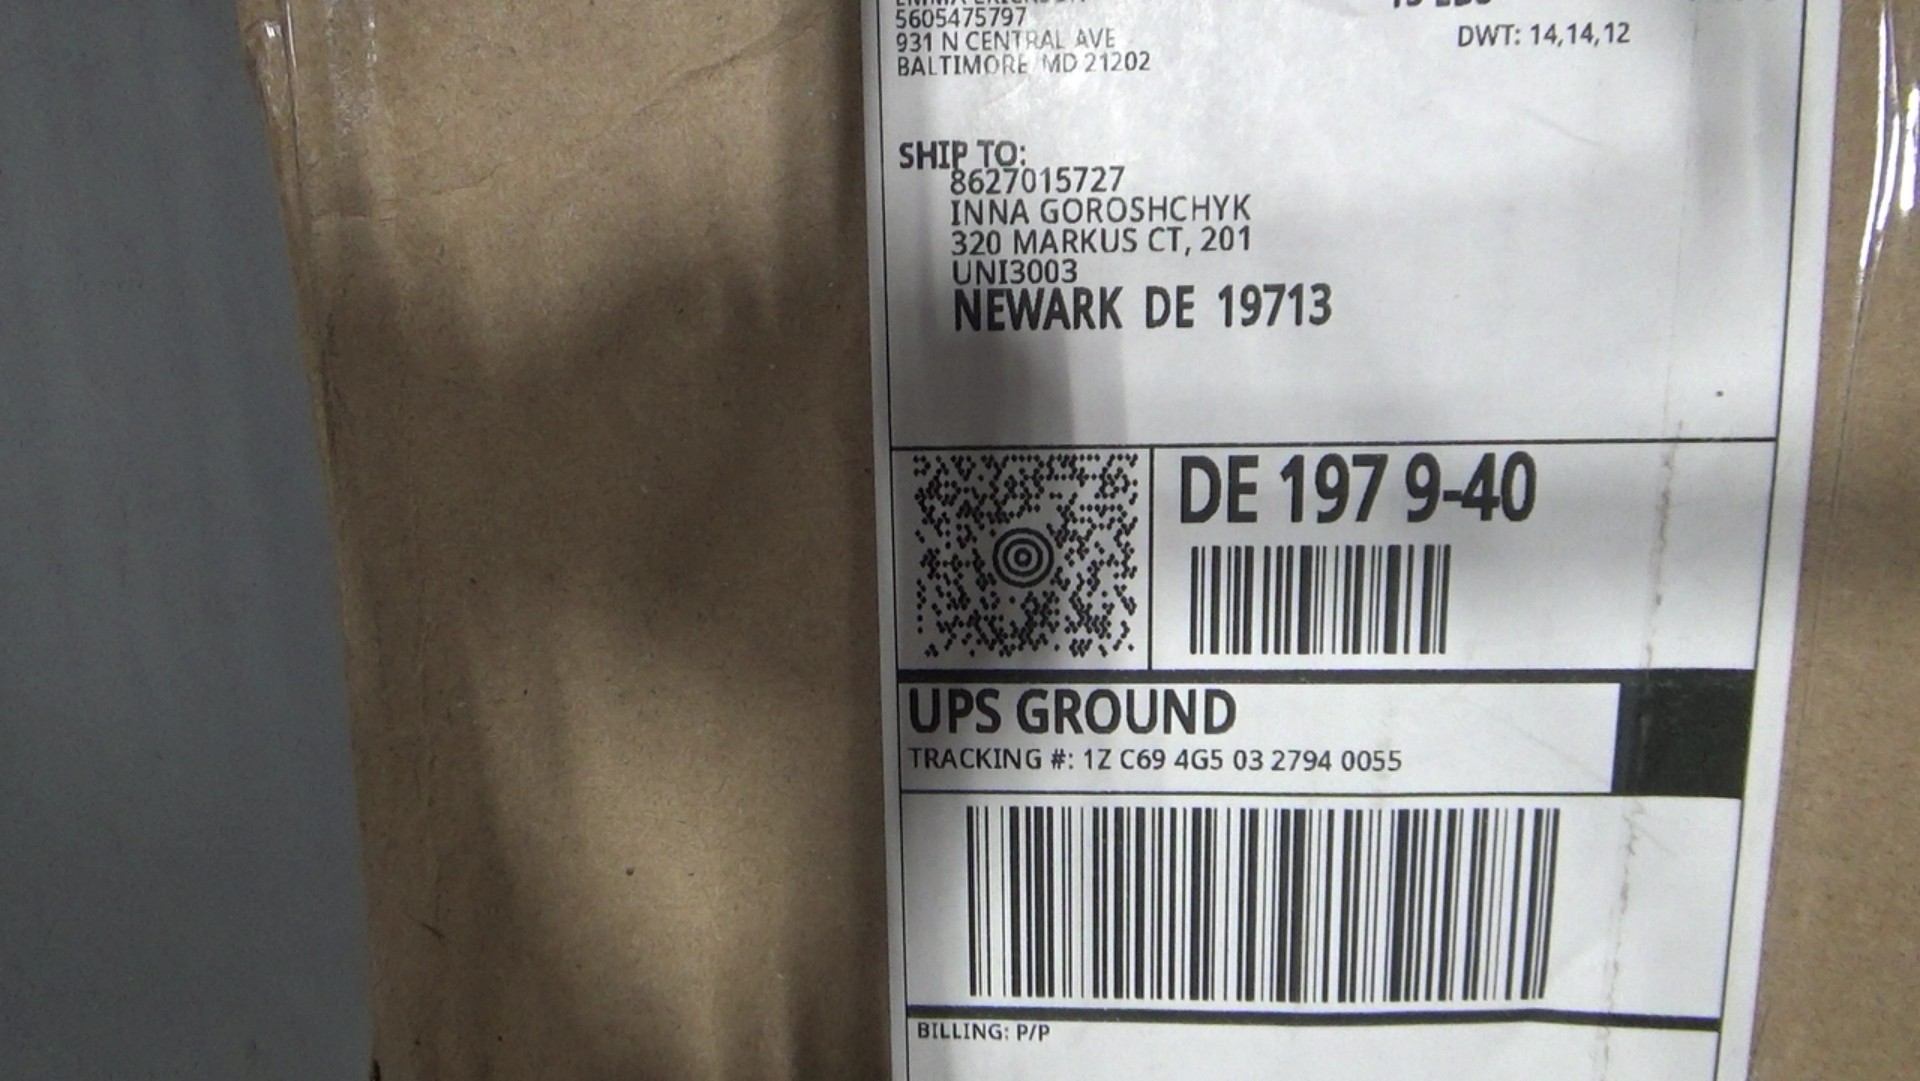 5605475797
931 N CENTRAL AVE
BALTIMORE MD 21202
DWT: 14,14,12
SHIP TO:
8627015727
INNA GOROSHCHYK
320 MARKUS CT, 201
UNI3003
NEWARK DE 19713
DE 197 9-40
UPS GROUND
TRACKING #: 1Z C69 4G5 03 2794 0055
BILLING: P/P